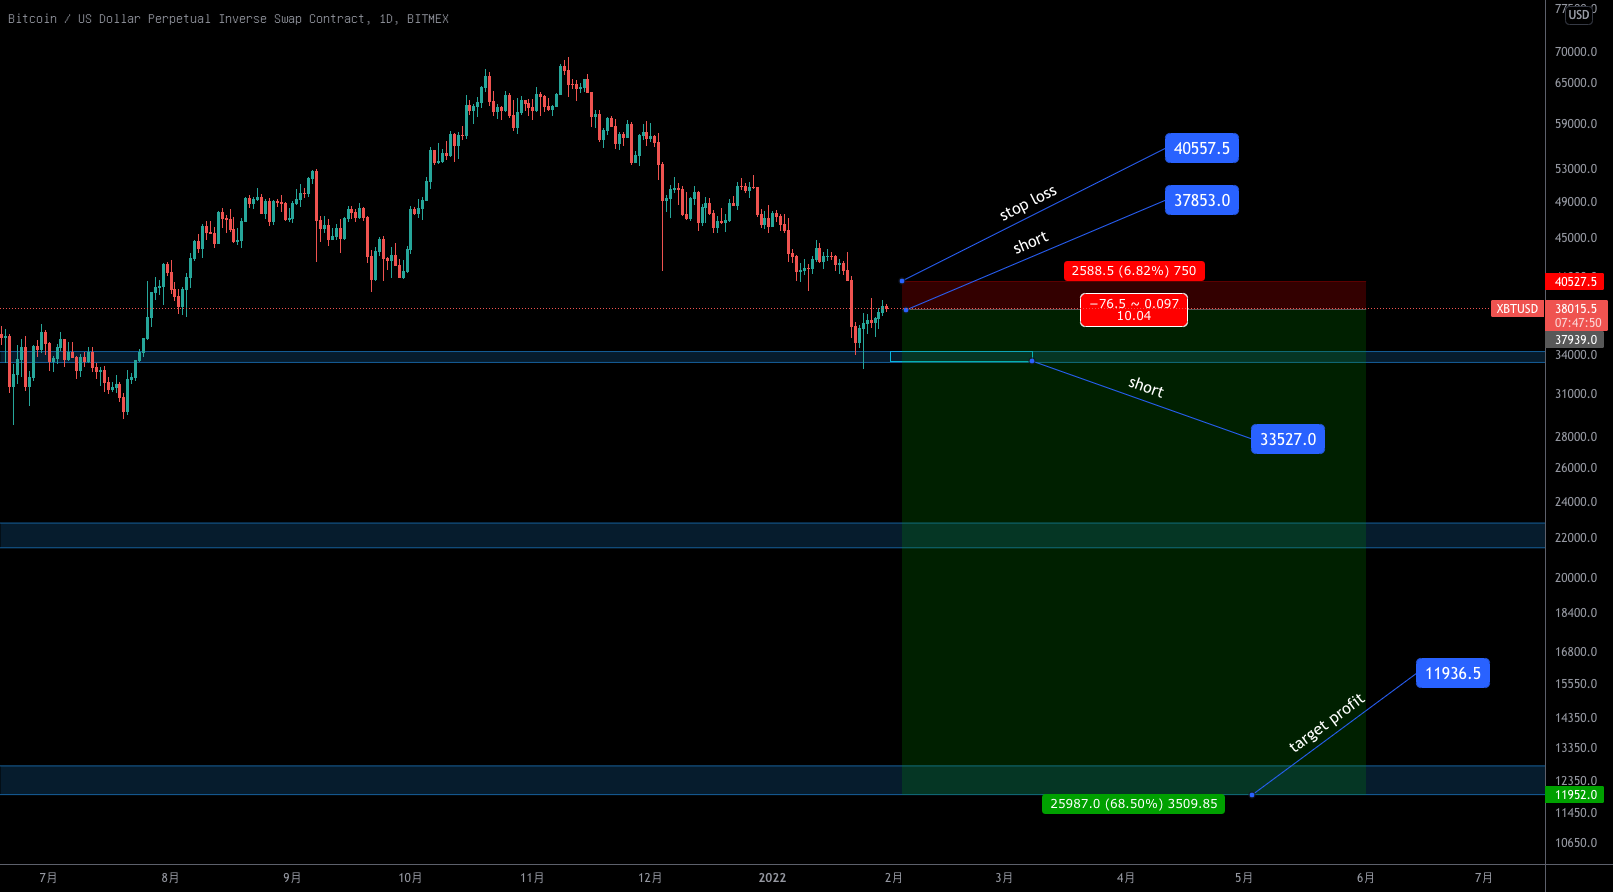 Bitcoin / US Dollar Perpetual Inverse Swap Contract, 1D, BITMEX
USD
70000.0
65000.0
59000.0
53000.0
49000.0
45000.0
40527.5
XBTUSD
38015.5
07:47:50
37939.0
34000.0
31000.0
28000.0
26000.0
24000.0
22000.0
20000.0
18400.0
16800.0
15550.0
14350.0
13350.0
12350.0
11952.0
11450.0
10650.0
40557.5
stop loss
37853.0
short
2588.5 (6.82%) 750
−76.5 ~ 0.097
10.04
short
33527.0
11936.5
target profit
25987.0 (68.50%) 3509.85
7月
8月
9月
10月
11月
12月
2022
2月
3月
4月
5月
6月
7月